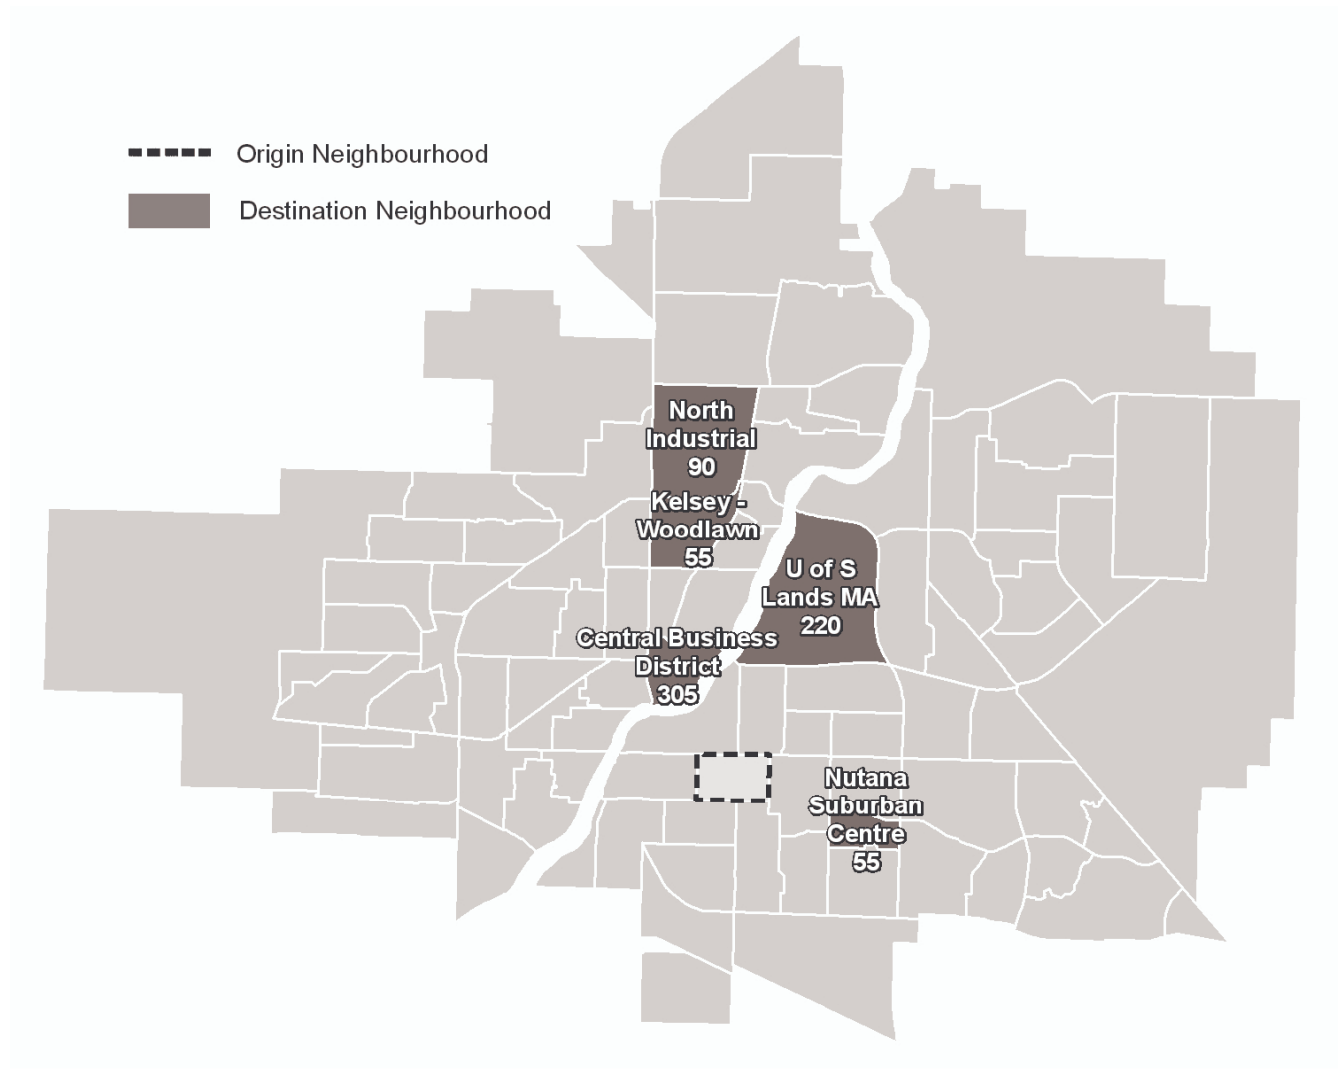 Origin Neighbourhood
Destination Neighbourhood
North
Industrial
90
Kelsey -
Woodlawn
55
U of S
Lands MA
220
Central Business
District
305
Nutana
Suburban
Centre
55